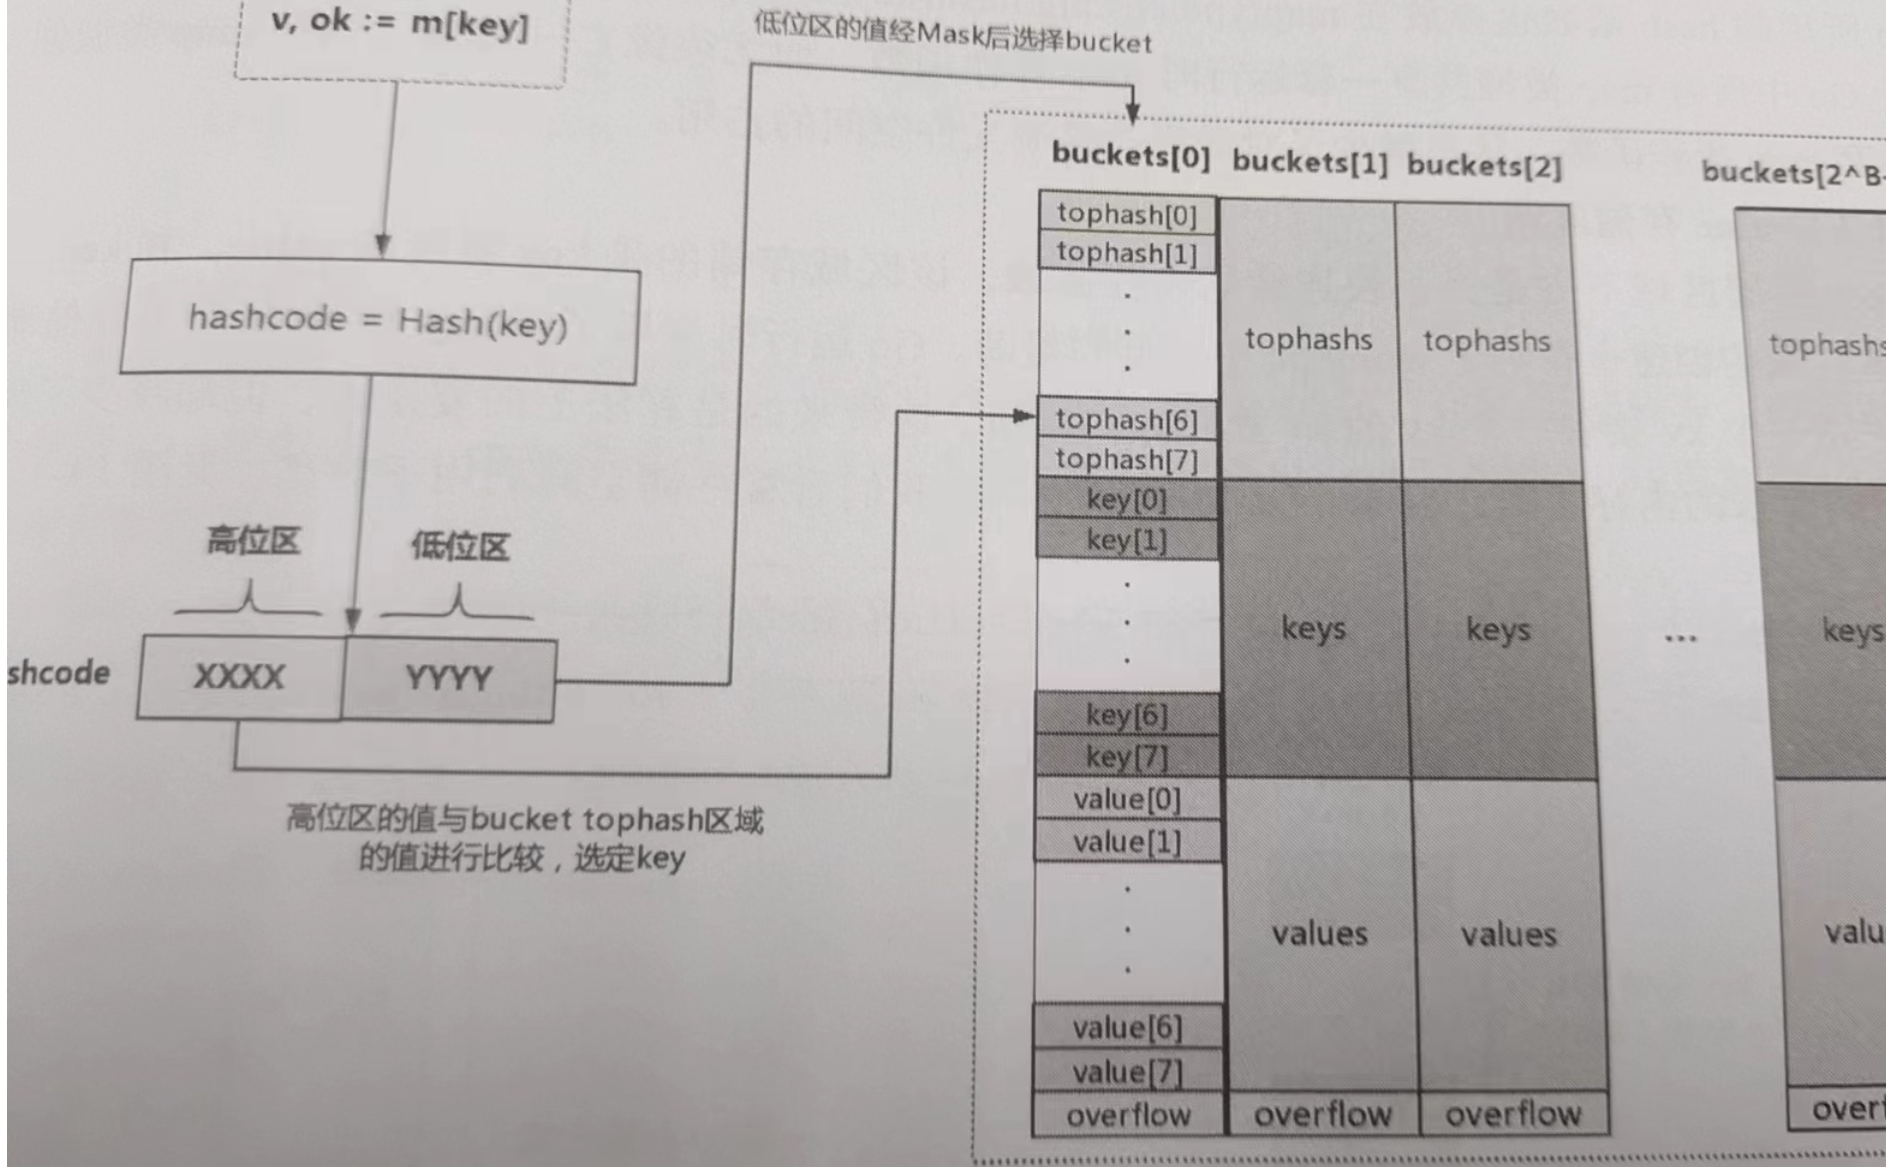 v, ok := m[key]
低位区的值经Mask后选择bucket
hashcode = Hash(key)
高位区
低位区
shcode
XXXX
YYYY
高位区的值与bucket tophash区域
的值进行比较，选定key
buckets[0]
buckets[1]
buckets[2]
buckets[2^B-
tophash[0]
tophash[1]
.
.
.
tophash[6]
tophash[7]
key[0]
key[1]
.
.
.
key[6]
key[7]
value[0]
value[1]
.
.
.
value[6]
value[7]
overflow
tophashs
keys
values
overflow
tophashs
keys
values
overflow
...
tophashs
keys
valu
overf